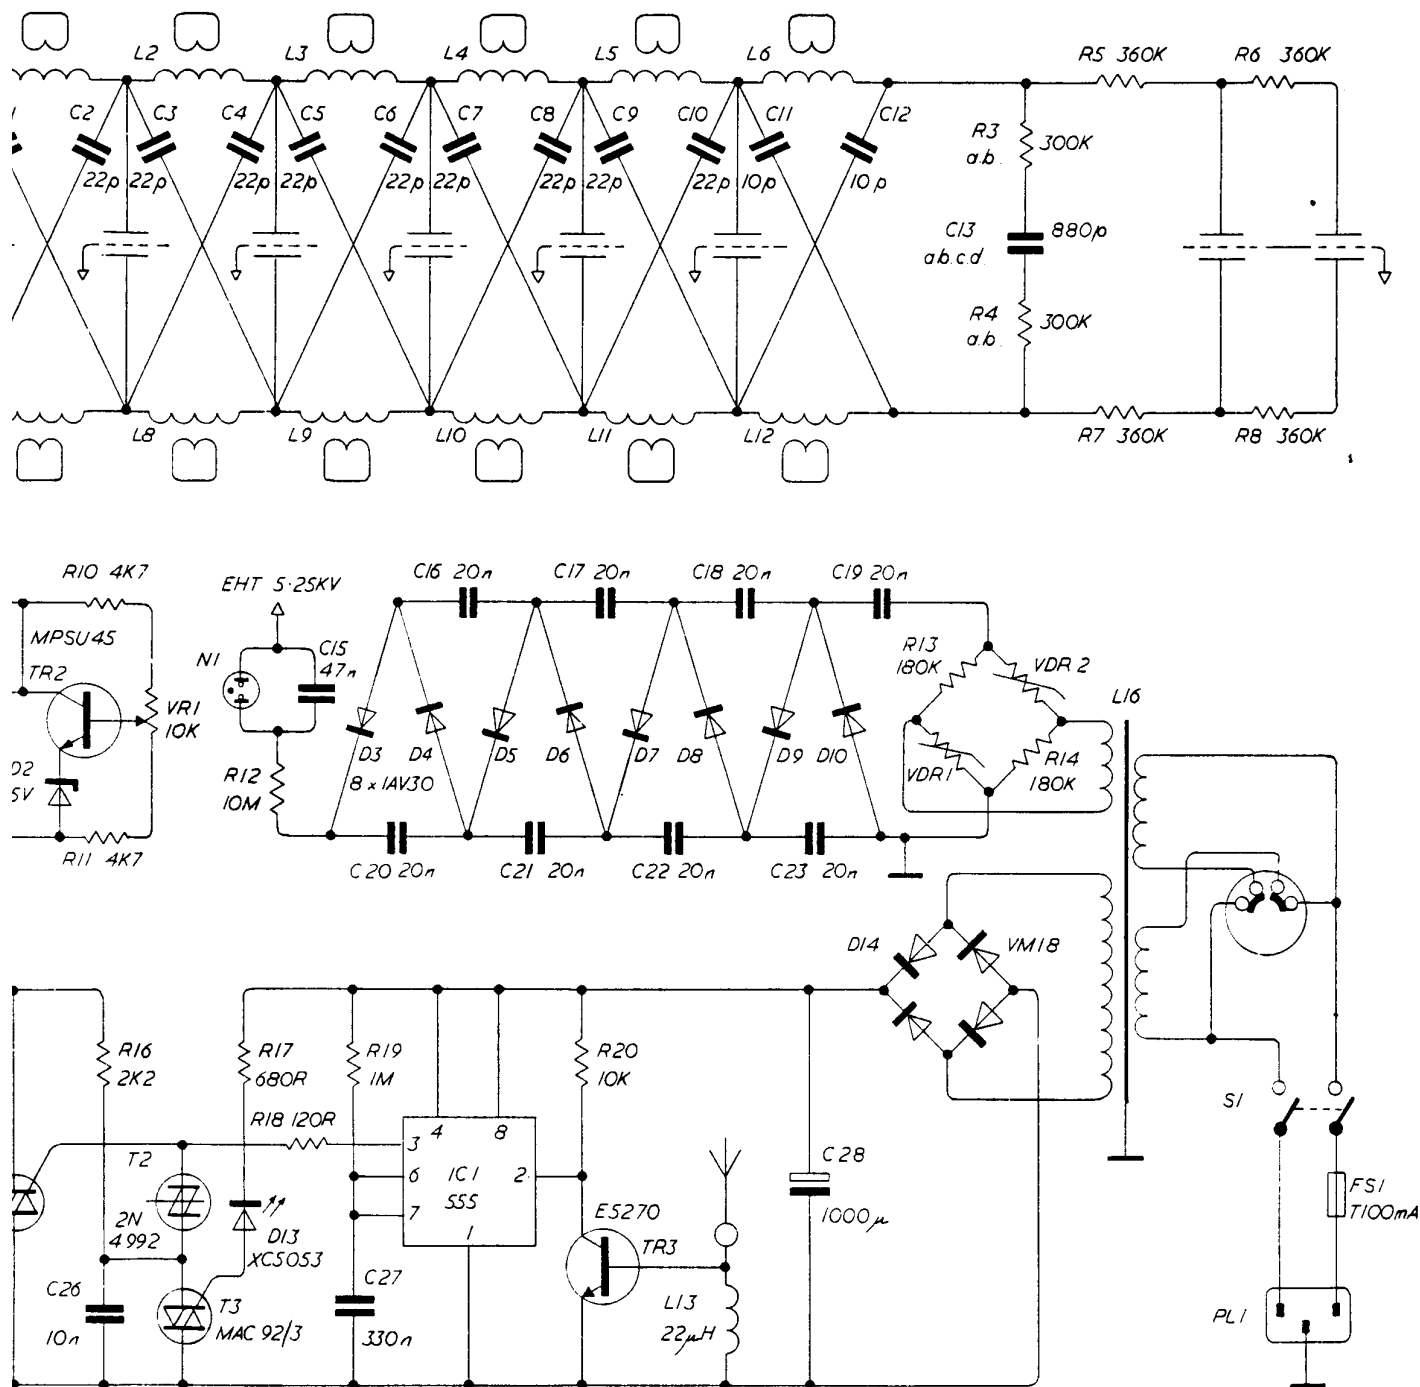 L2 L3 L4 L5 L6
R5 360K R6 360K
C2 C3 C4 C5 C6 C7 C8 C9 C10 C11 C12
22p 22p 22p 22p 22p 22p 22p 22p 22p 10p 10p
R3 300K
a.b.
C13 880p
a.b.c.d.
R4 300K
a.b.
L8 L9 L10 L11 L12
R7 360K R8 360K
R10 4K7
MPSU45
TR2
VR1
10K
D2
5V
R11 4K7
EHT 5·25KV
N1
C15
47n
R12
10M
C16 20n C17 20n C18 20n C19 20n
D3 D4 D5 D6 D7 D8 D9 D10
8 x 1AV30
C20 20n C21 20n C22 20n C23 20n
R13
180K
VDR2
VDR1
R14
180K
L16
D14 VM18
R16
2K2
R17
680R
R19
1M
R20
10K
R18 120R
3 4 8
6 IC1 2
555
7 1
T2
2N
4992
D13
XC5053
C26
10n
T3
MAC 92/3
C27
330n
E5270
TR3
L13
22µH
C28
1000µ
S1
FS1
T100mA
PL1